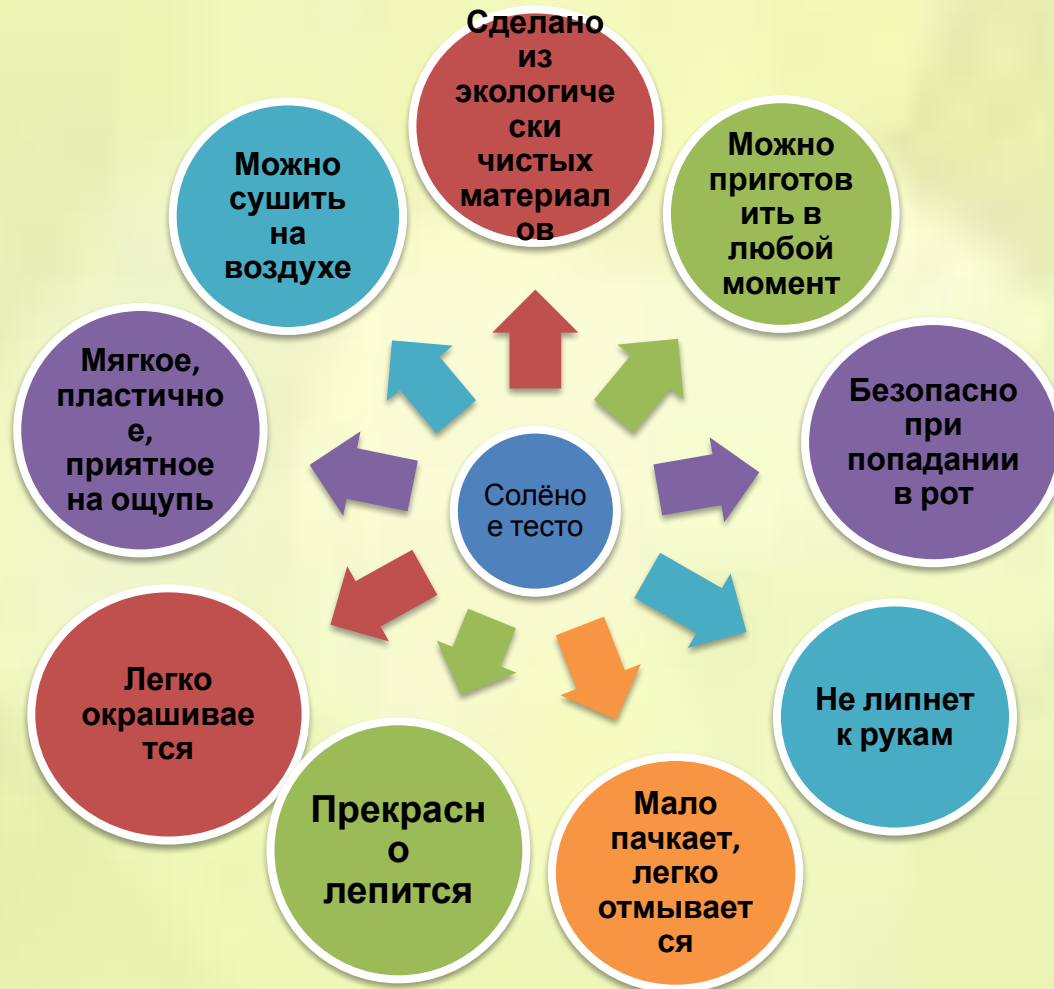 Сделано
из
экологиче
ски
чистых
материал
ов
Можно
приготов
ить в
любой
момент
Безопасно
при
попадании
в рот
Не липнет
к рукам
Мало
пачкает,
легко
отмывает
ся
Прекрасн
о
лепится
Легко
окрашивае
тся
Мягкое,
пластично
е,
приятное
на ощупь
Можно
сушить
на
воздухе
Солёно
е тесто